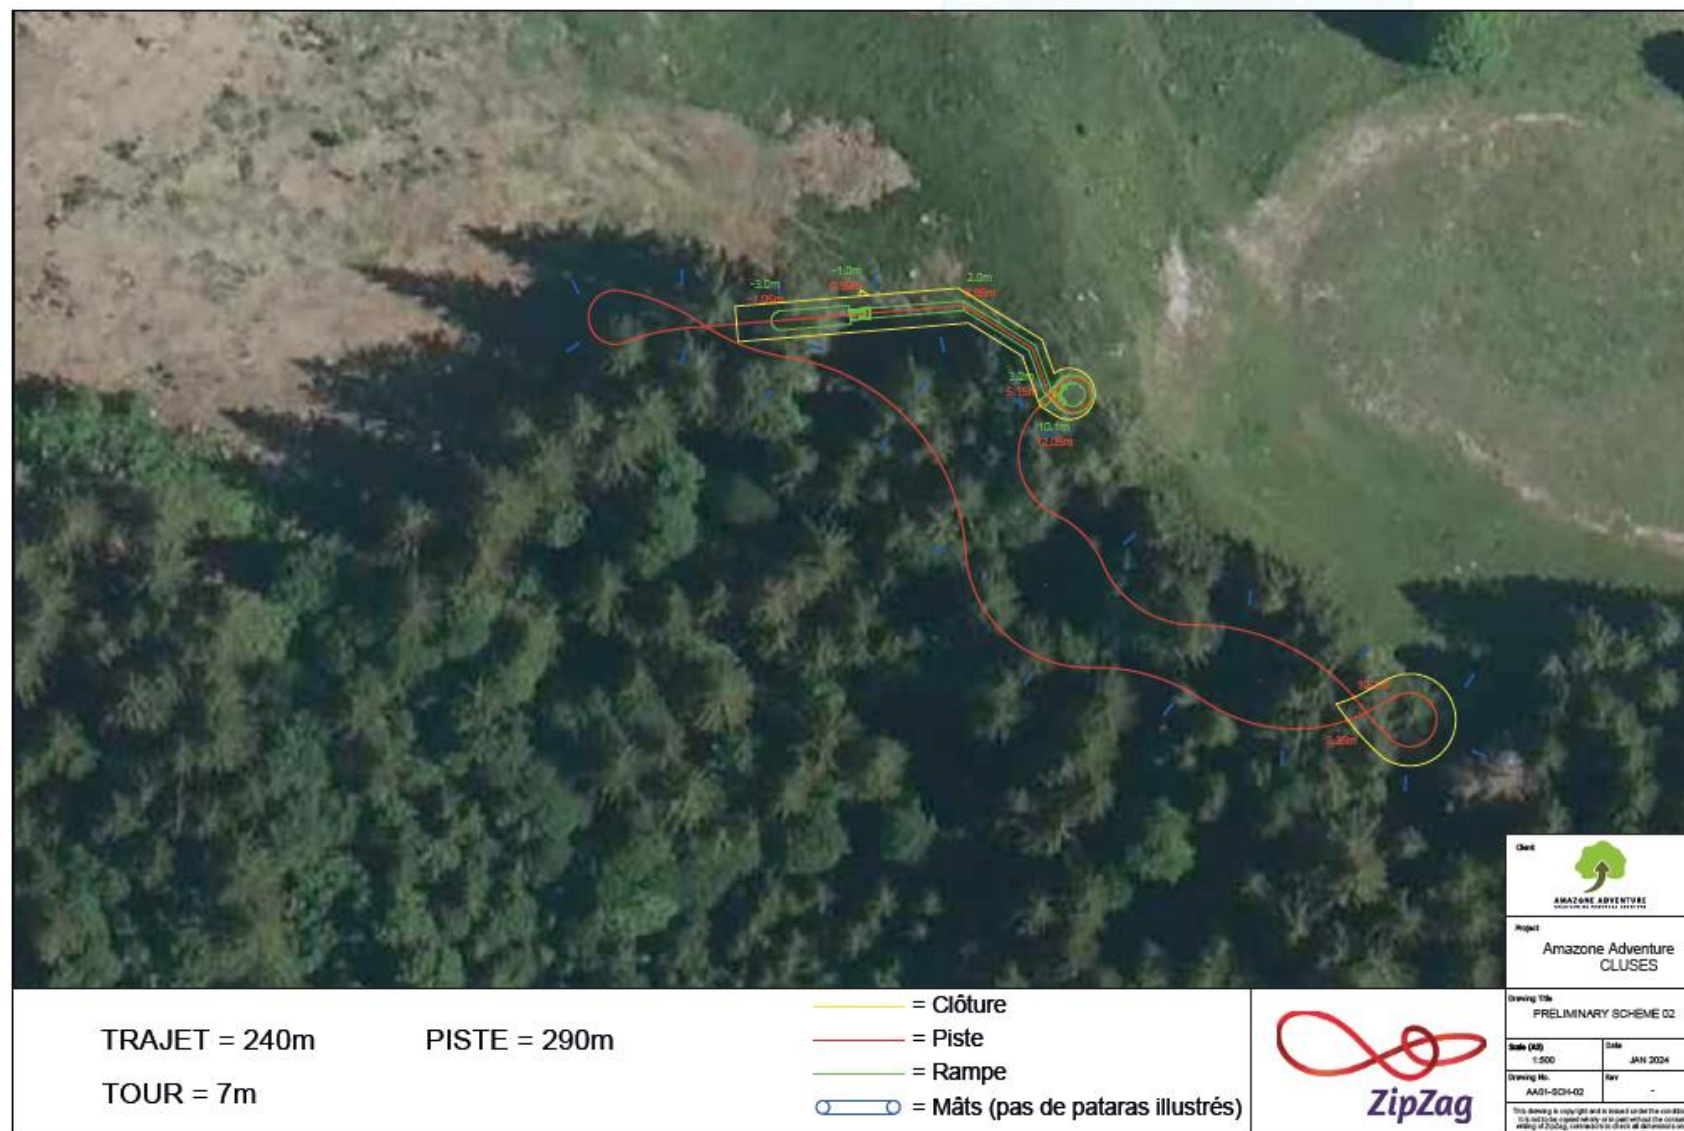 -3.0m
-1.0m
2.0m
3.2m
10.1m
TRAJET = 240m
PISTE = 290m
TOUR = 7m
= Clôture
= Piste
= Rampe
= Mâts (pas de pataras illustrés)
ZipZag
Client
AMAZONE ADVENTURE
Project
Amazone Adventure
CLUSES
Drawing Title
PRELIMINARY SCHEME 02
Scale (A3)
1:500
Date
JAN 2024
Drawing No.
AA01-SCH-02
Rev
-